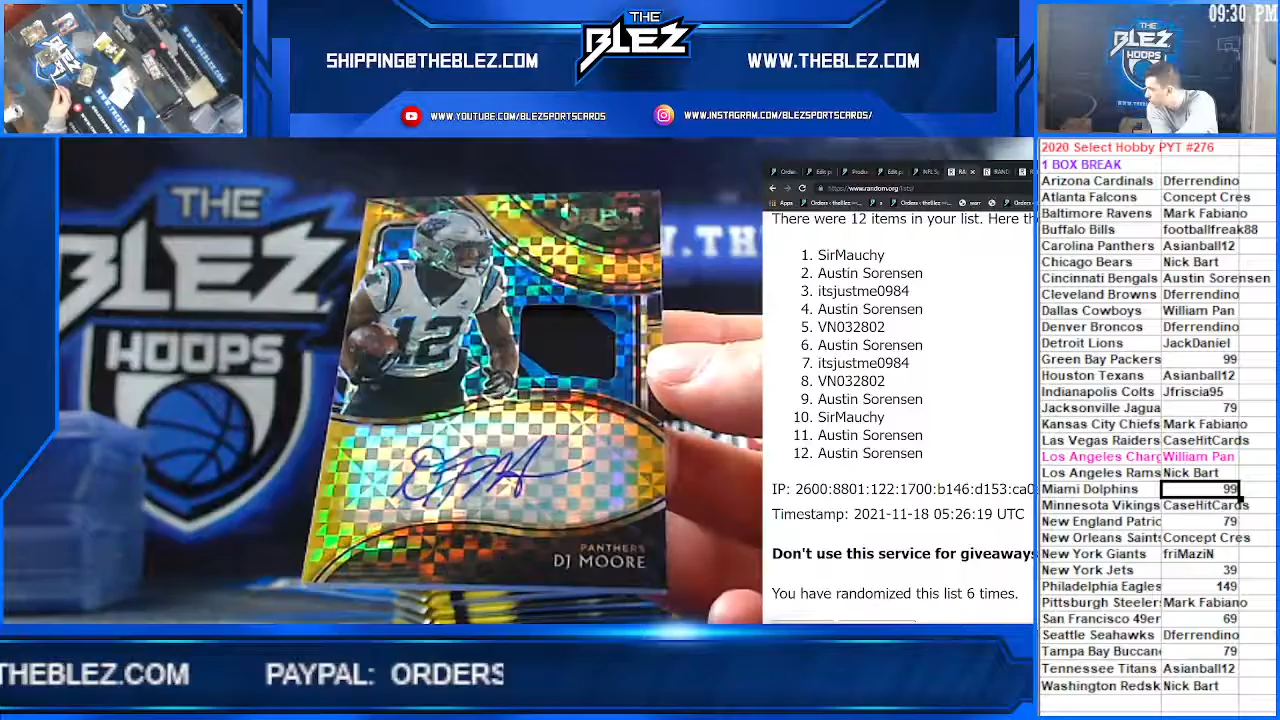 09:30 PM
THE
BLEZ
HOOPS
SHIPPING@THEBLEZ.COM
THE
BLEZ
WWW.THEBLEZ.COM
WWW.YOUTUBE.COM/BLEZSPORTSCARDS
WWW.INSTAGRAM.COM/BLEZSPORTSCARDS/
THE
BLEZ
HOOPS
12
PANTHERS
DJ MOORE
https://www.random.org/lists/
Apps
There were 12 items in your list. Here th
1. SirMauchy
2. Austin Sorensen
3. itsjustme0984
4. Austin Sorensen
5. VN032802
6. Austin Sorensen
7. itsjustme0984
8. VN032802
9. Austin Sorensen
10. SirMauchy
11. Austin Sorensen
12. Austin Sorensen
IP: 2600:8801:122:1700:b146:d153:ca0
Timestamp: 2021-11-18 05:26:19 UTC
Don't use this service for giveaways
You have randomized this list 6 times.
2020 Select Hobby PYT #276
1 BOX BREAK
Arizona Cardinals Dferrendino
Atlanta Falcons Concept Cres
Baltimore Ravens Mark Fabiano
Buffalo Bills footballfreak88
Carolina Panthers Asianball12
Chicago Bears Nick Bart
Cincinnati Bengals Austin Sorensen
Cleveland Browns Dferrendino
Dallas Cowboys William Pan
Denver Broncos Dferrendino
Detroit Lions JackDaniel
Green Bay Packers 99
Houston Texans Asianball12
Indianapolis Colts Jfriscia95
Jacksonville Jagua 79
Kansas City Chiefs Mark Fabiano
Las Vegas Raiders CaseHitCards
Los Angeles Charg William Pan
Los Angeles Rams Nick Bart
Miami Dolphins 99
Minnesota Vikings CaseHitCards
New England Patric 79
New Orleans Saints Concept Cres
New York Giants friMaziN
New York Jets 39
Philadelphia Eagles 149
Pittsburgh Steeler Mark Fabiano
San Francisco 49er 69
Seattle Seahawks Dferrendino
Tampa Bay Buccan 79
Tennessee Titans Asianball12
Washington Redsk Nick Bart
THEBLEZ.COM PAYPAL: ORDERS